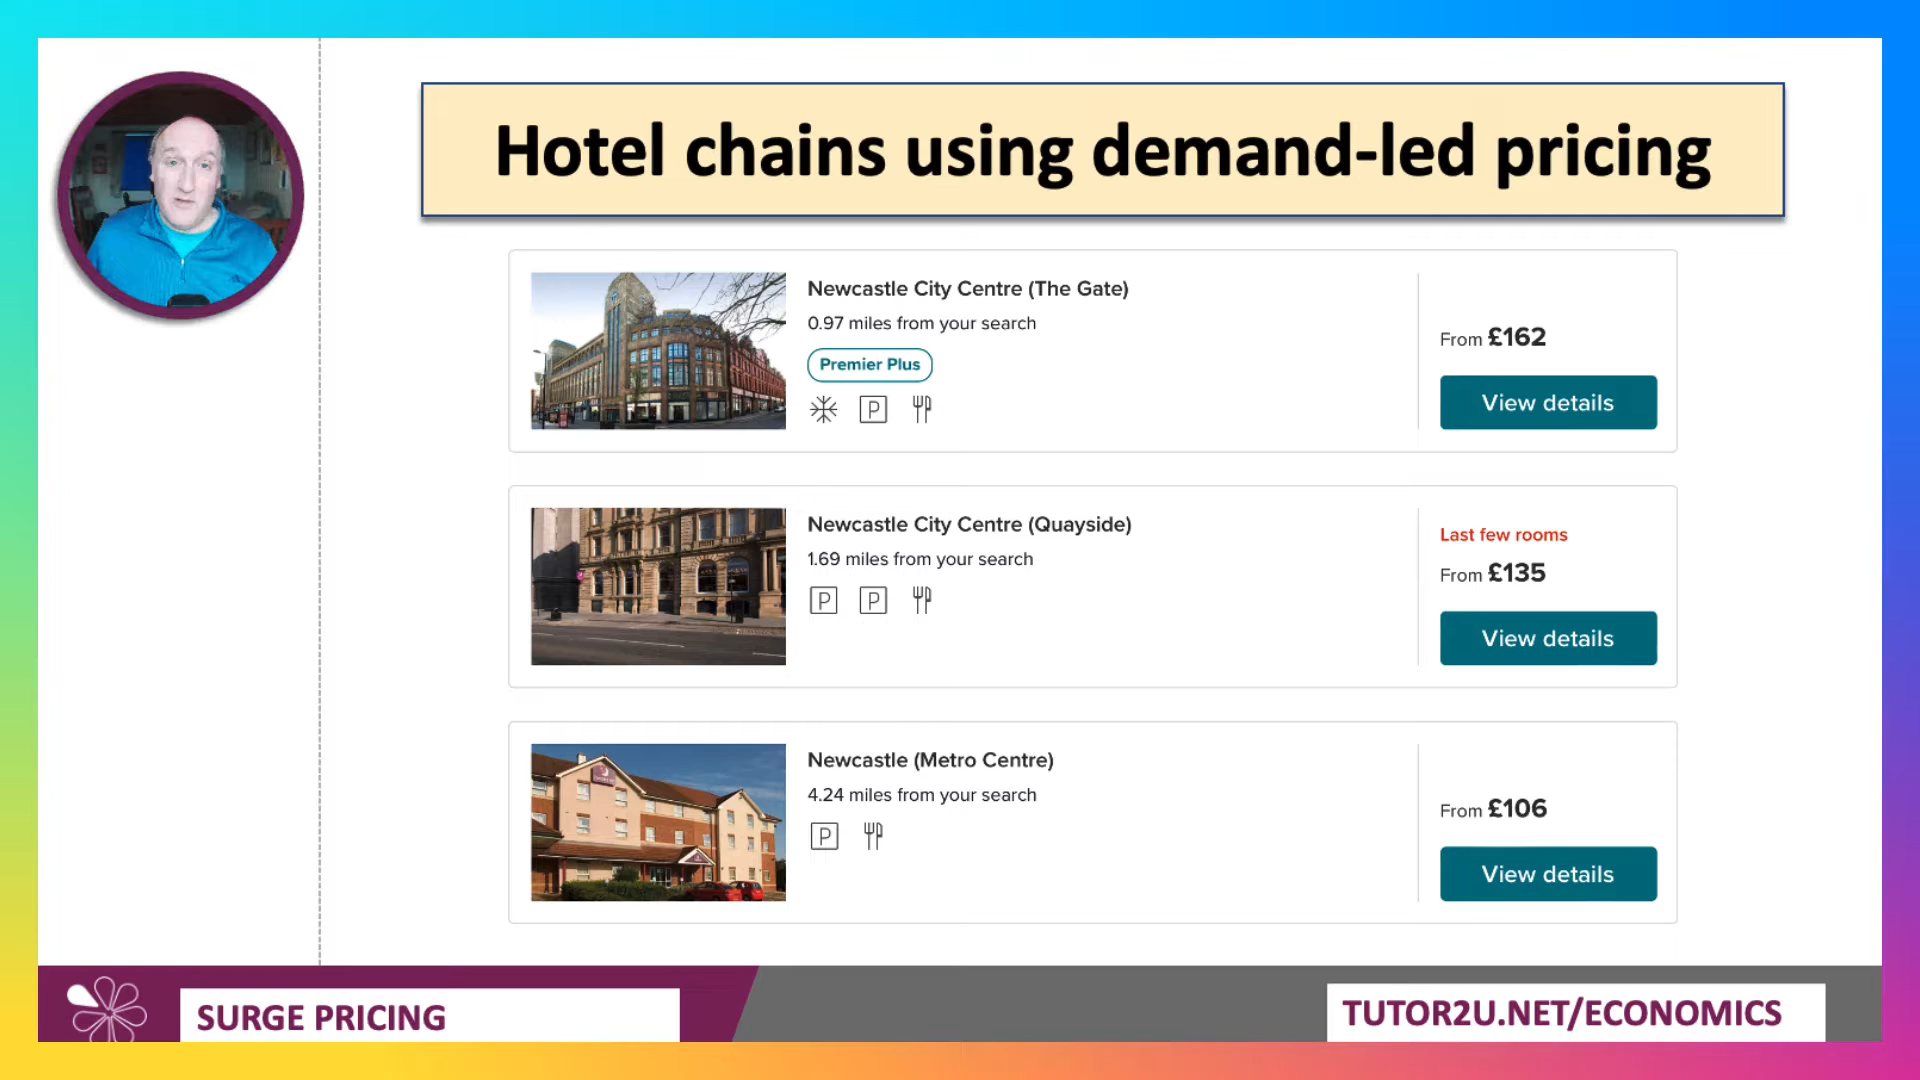 Hotel chains using demand-led pricing
Newcastle City Centre (The Gate)
0.97 miles from your search
Premier Plus
P
From £162
View details
Newcastle City Centre (Quayside)
1.69 miles from your search
P P
Last few rooms
From £135
View details
Newcastle (Metro Centre)
4.24 miles from your search
P
From £106
View details
SURGE PRICING
TUTOR2U.NET/ECONOMICS